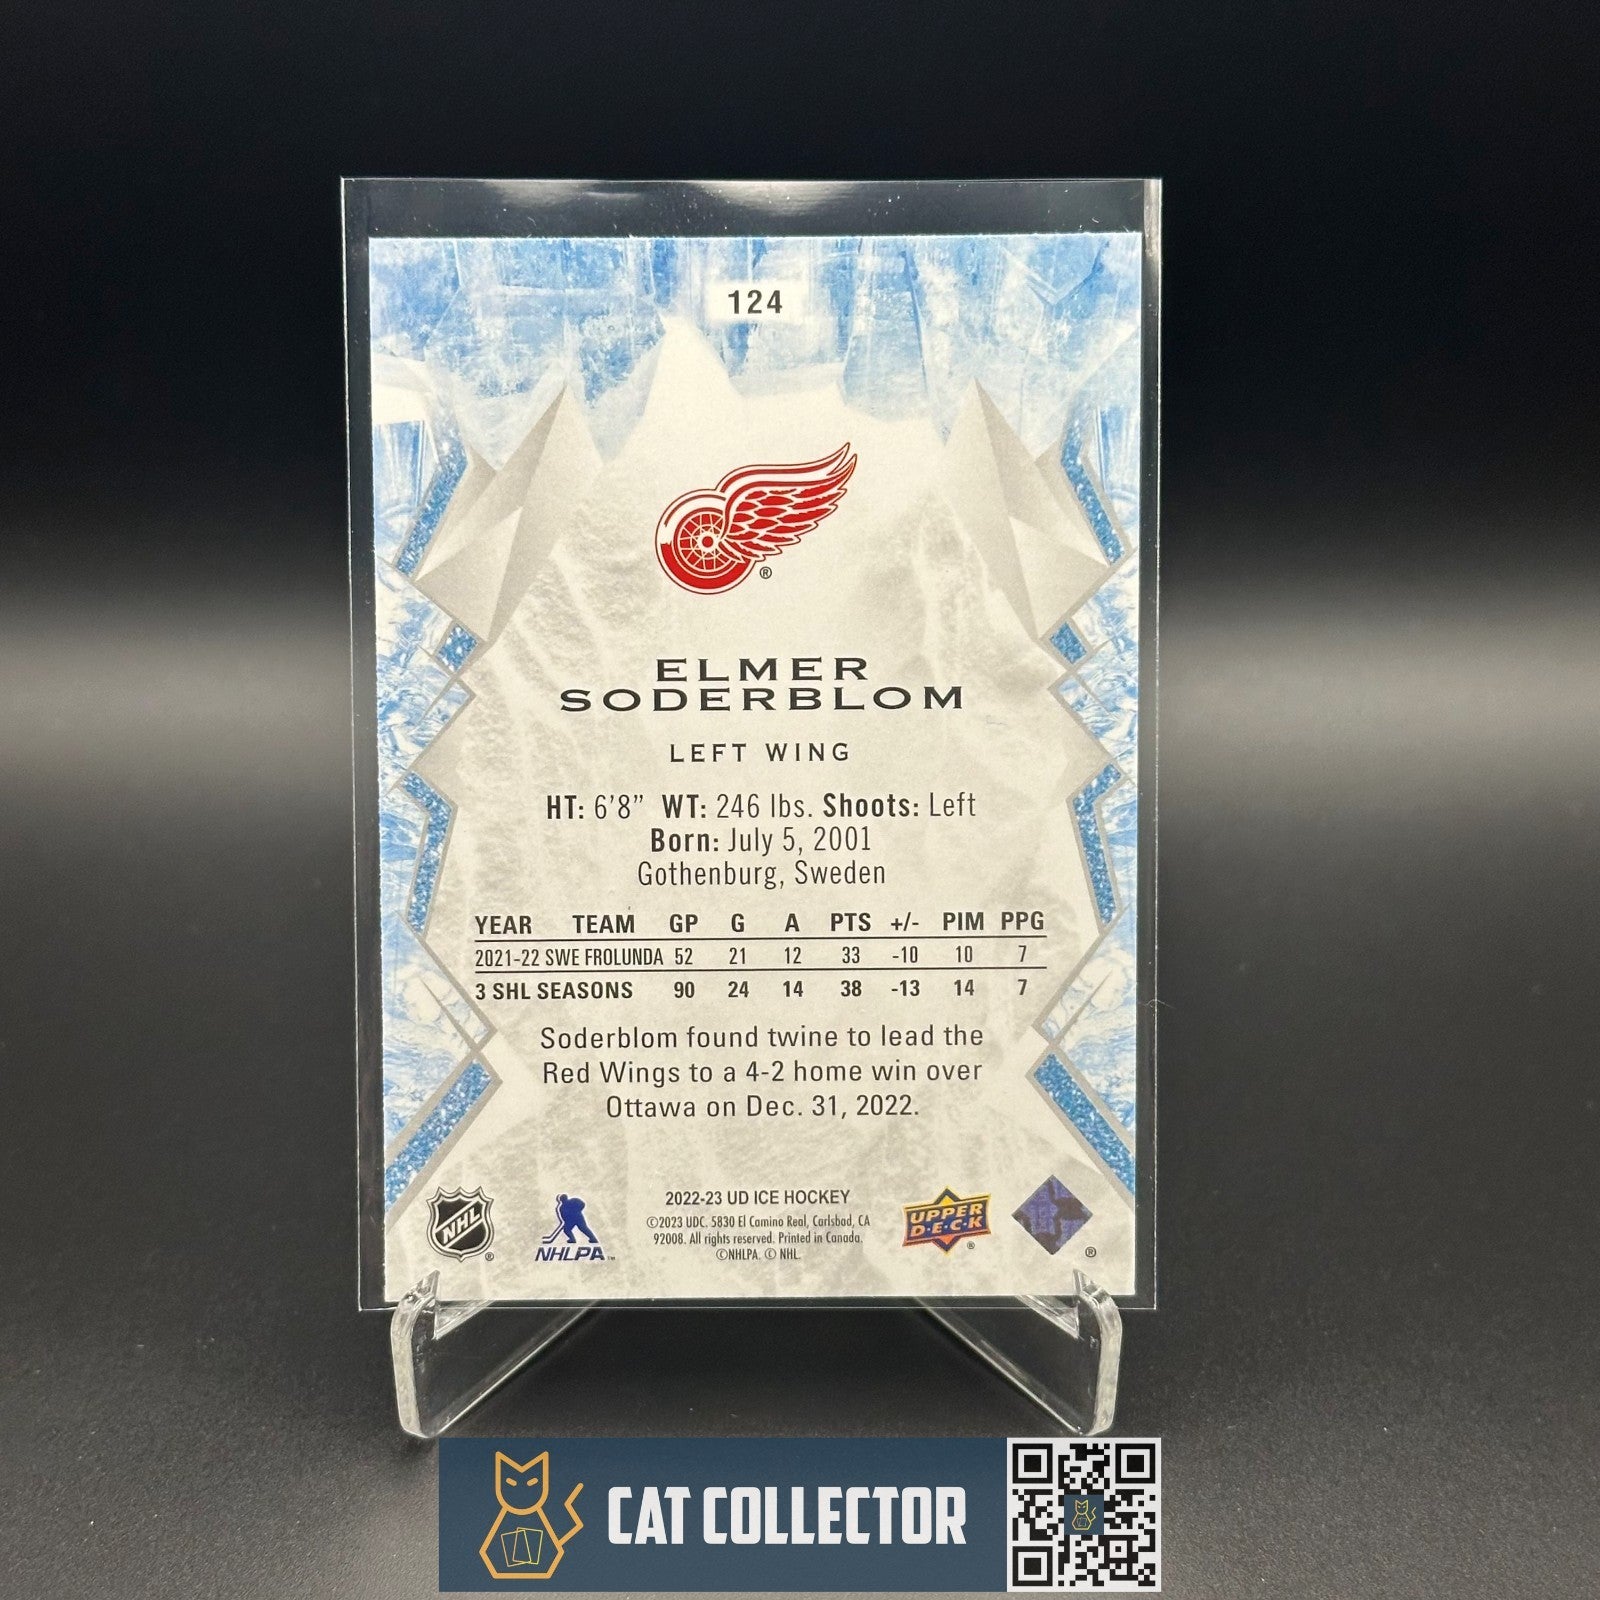 124
®
ELMER
SODERBLOM
LEFT WING
HT: 6'8" WT: 246 lbs. Shoots: Left
Born: July 5, 2001
Gothenburg, Sweden
YEAR TEAM GP G A PTS +/- PIM PPG
2021-22 SWE FROLUNDA 52 21 12 33 -10 10 7
3 SHL SEASONS 90 24 14 38 -13 14 7
Soderblom found twine to lead the
Red Wings to a 4-2 home win over
Ottawa on Dec. 31, 2022.
NHL ®
NHLPA ™
2022-23 UD ICE HOCKEY
©2023 UDC. 5830 El Camino Real, Carlsbad, CA
92008. All rights reserved. Printed in Canada.
©NHLPA. © NHL.
UPPER
D·E·C·K ®
®
CAT COLLECTOR